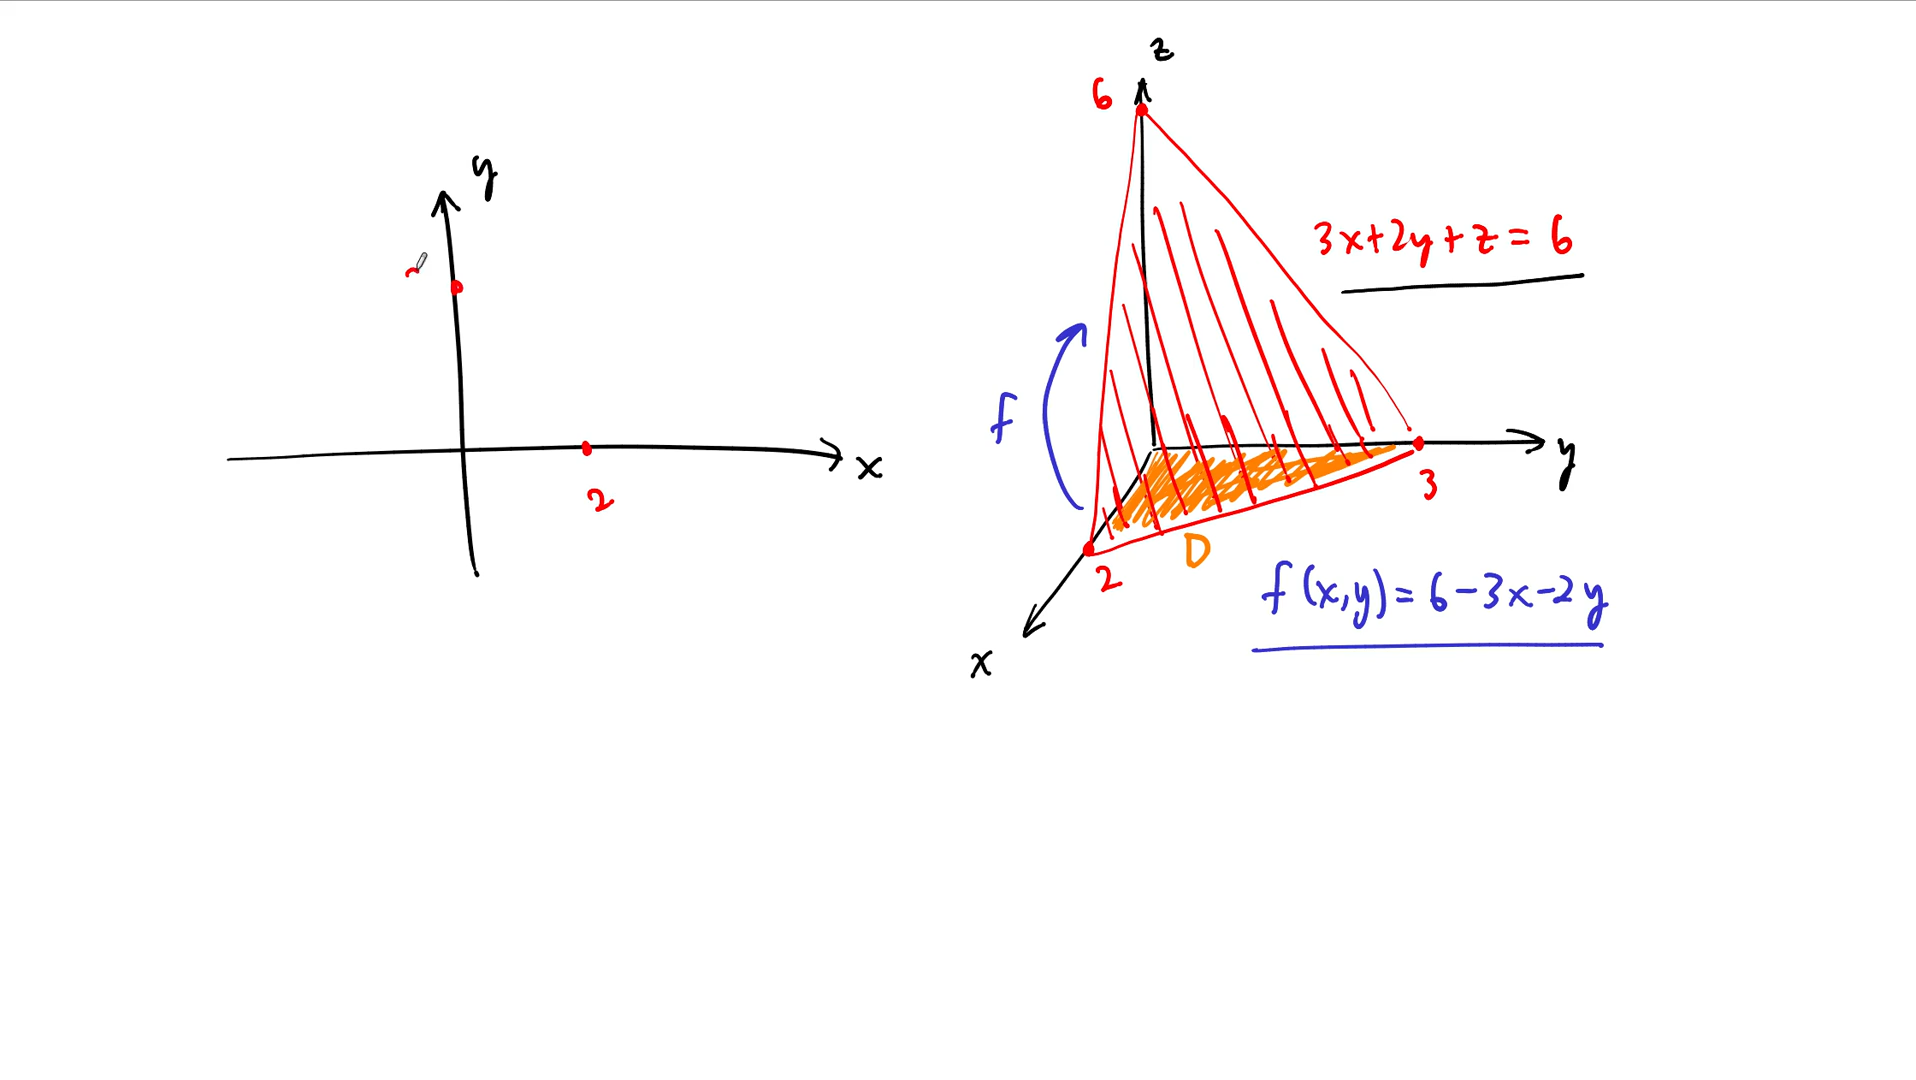 z
6
y
3x+2y+z = 6
f
x
y
2
3
2
D
f(x,y) = 6-3x-2y
x